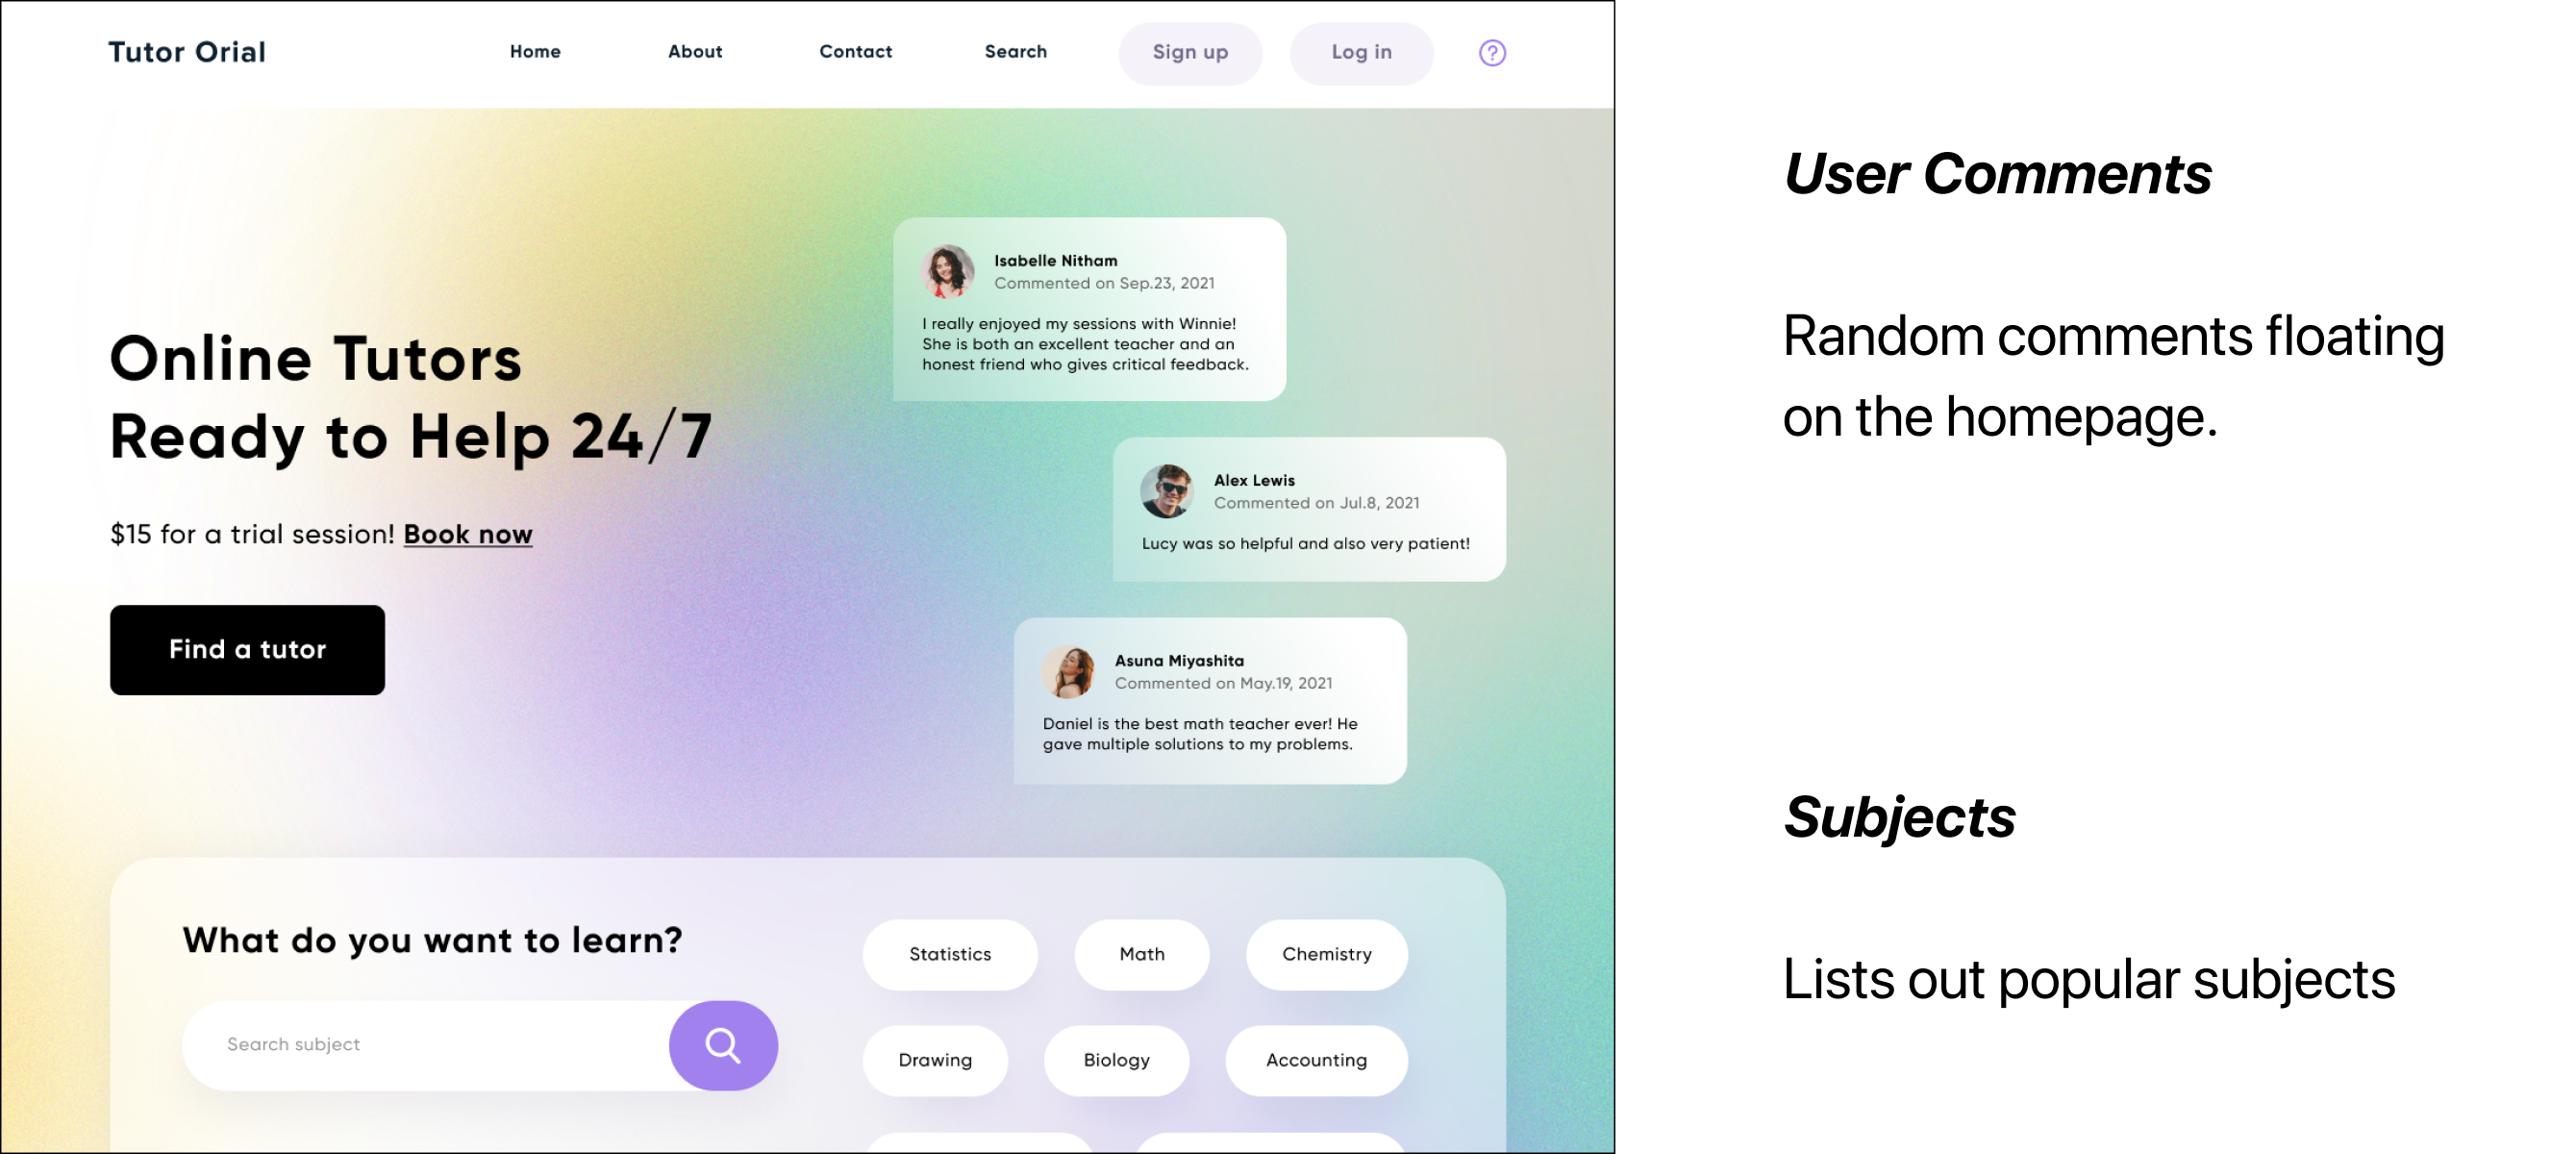 Tutor Orial
Home
About
Contact
Search
Sign up
Log in
?
Online Tutors
Ready to Help 24/7
$15 for a trial session! Book now
Find a tutor
Isabelle Nitham
Commented on Sep.23, 2021
I really enjoyed my sessions with Winnie!
She is both an excellent teacher and an
honest friend who gives critical feedback.
Alex Lewis
Commented on Jul.8, 2021
Lucy was so helpful and also very patient!
Asuna Miyashita
Commented on May.19, 2021
Daniel is the best math teacher ever! He
gave multiple solutions to my problems.
What do you want to learn?
Search subject
Statistics
Math
Chemistry
Drawing
Biology
Accounting
User Comments
Random comments floating
on the homepage.
Subjects
Lists out popular subjects